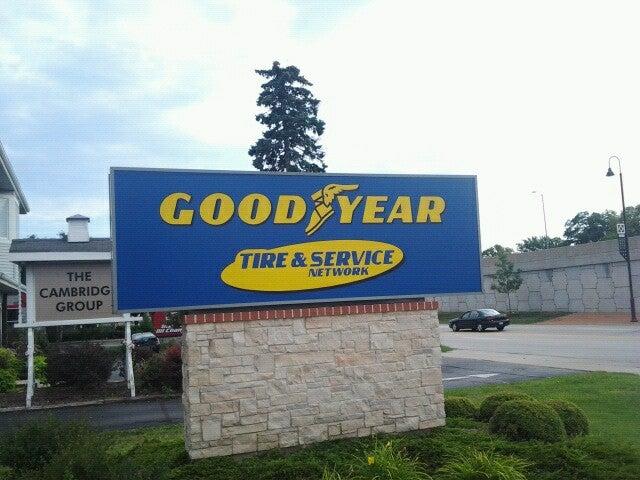 GOODYEAR
TIRE & SERVICE
NETWORK
THE
CAMBRIDG
GROUP